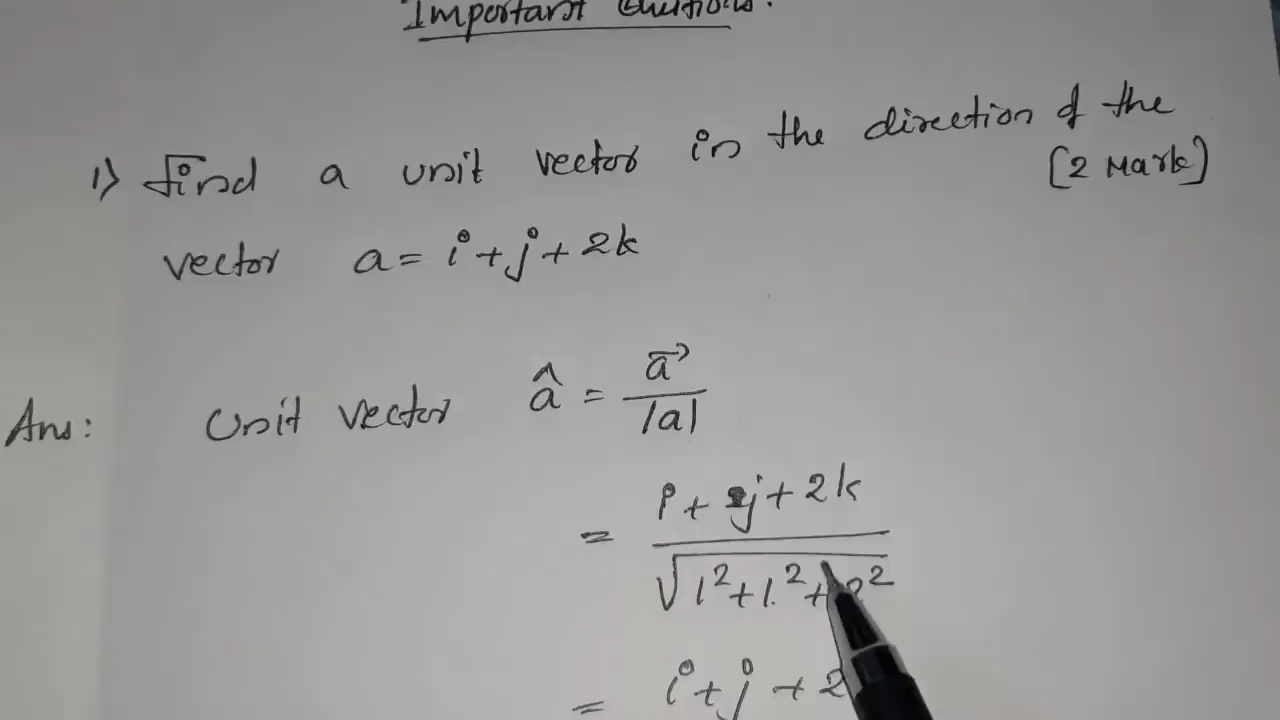 Important Questions.
1) Find a unit vector in the direction of the
[2 Mark]
vector a = i + j + 2k
Ans: Unit vector â = a⃗ / |a|
= i + j + 2k / √1² + 1² + 2²
= i + j + 2